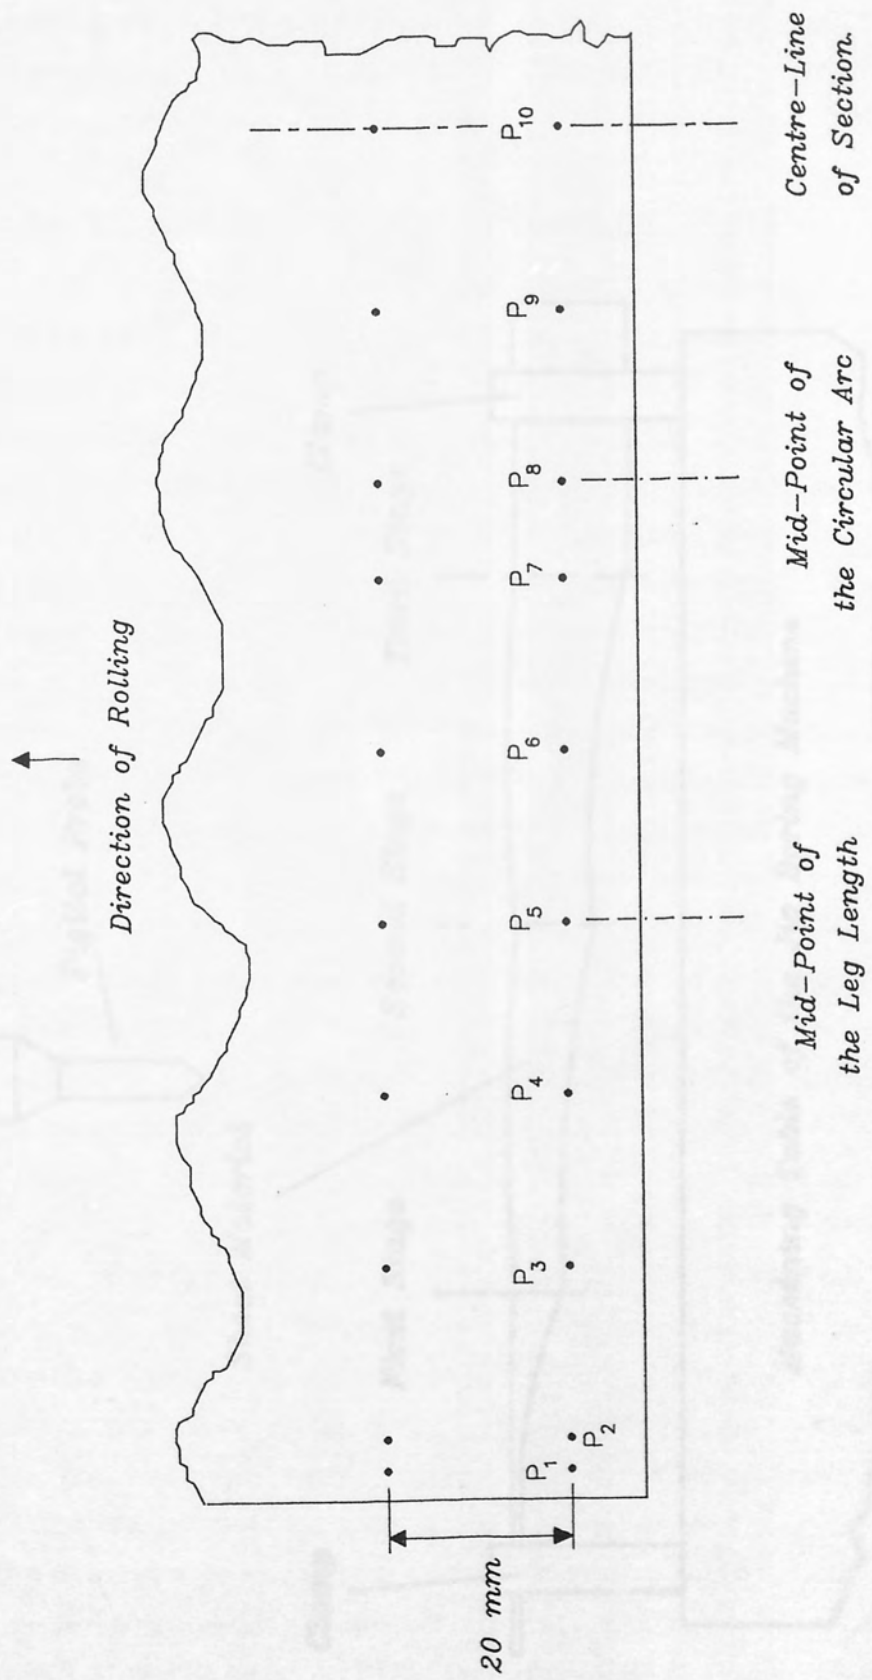 Direction of Rolling
P₁
P₂
P₃
P₄
P₅
P₆
P₇
P₈
P₉
P₁₀
20 mm
Mid-Point of
the Leg Length
Mid-Point of
the Circular Arc
Centre-Line
of Section.